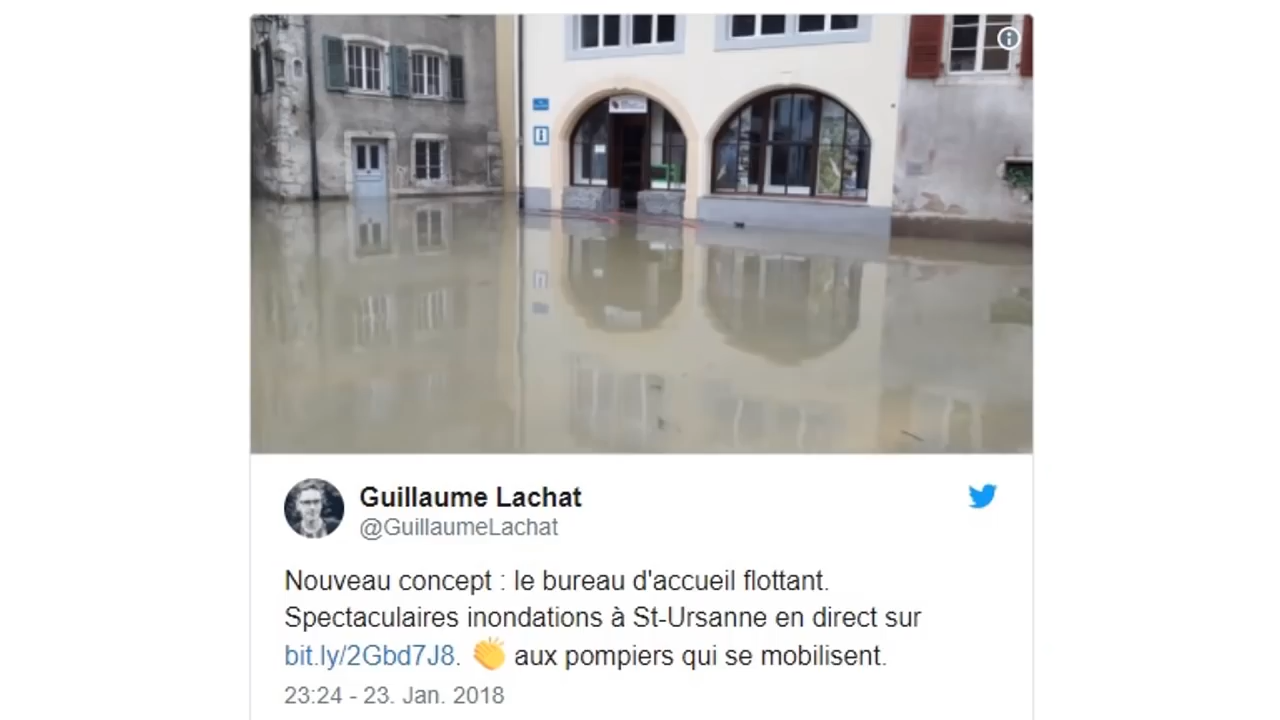 Guillaume Lachat
@GuillaumeLachat
Nouveau concept : le bureau d'accueil flottant.
Spectaculaires inondations à St-Ursanne en direct sur
bit.ly/2Gbd7J8. 👏 aux pompiers qui se mobilisent.
23:24 - 23. Jan. 2018